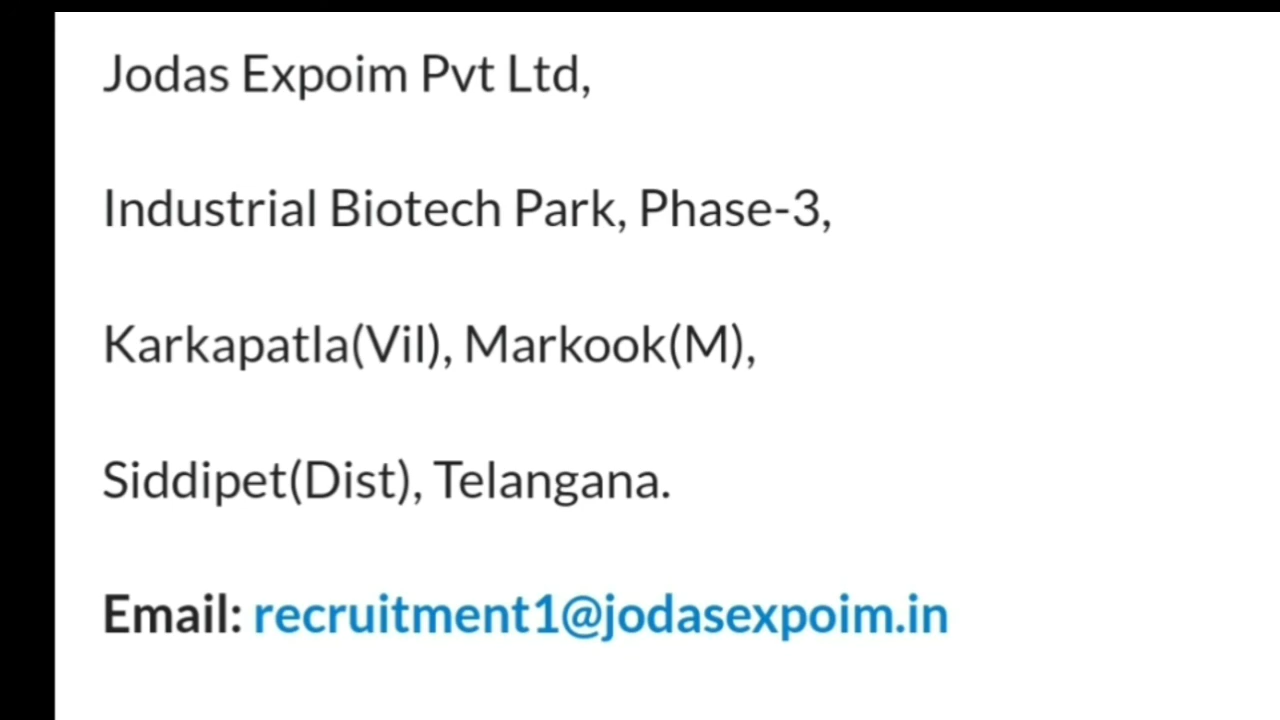 Jodas Expoim Pvt Ltd,
Industrial Biotech Park, Phase-3,
Karkapatla(Vil), Markook(M),
Siddipet(Dist), Telangana.
Email: recruitment1@jodasexpoim.in